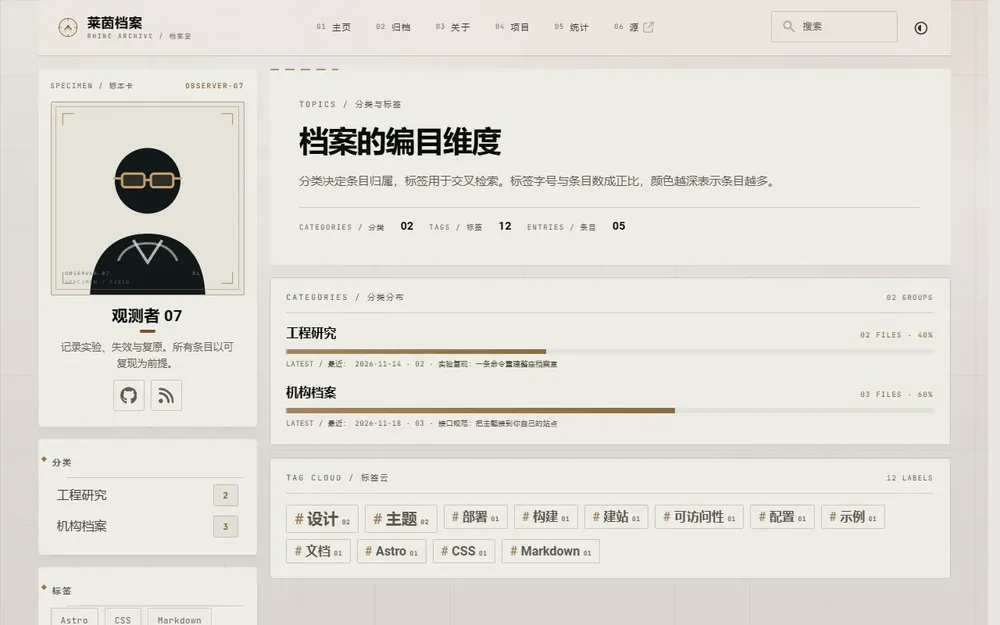 莱茵档案
RHINE ARCHIVE / 档案室
01 主页
02 归档
03 关于
04 项目
05 统计
06 源
搜索
SPECIMEN / 标本卡
OBSERVER-07
观测者 07
记录实验、失效与复原。所有条目以可
复现为前提。
分类
工程研究 2
机构档案 3
标签
Astro
CSS
Markdown
TOPICS / 分类与标签
档案的编目维度
分类决定条目归属，标签用于交叉检索。标签字号与条目数成正比，颜色越深表示条目越多。
CATEGORIES / 分类 02 TAGS / 标签 12 ENTRIES / 条目 05
CATEGORIES / 分类分布
02 GROUPS
工程研究
02 FILES · 40%
LATEST / 最近: 2026-11-14 · 02 · 实验复现：一条命令重建整座档案室
机构档案
03 FILES · 60%
LATEST / 最近: 2026-11-18 · 03 · 接口规范：把主题接到你自己的站点
TAG CLOUD / 标签云
12 LABELS
# 设计 02 # 主题 02 # 部署 01 # 构建 01 # 建站 01 # 可访问性 01 # 配置 01 # 示例 01
# 文档 01 # Astro 01 # CSS 01 # Markdown 01